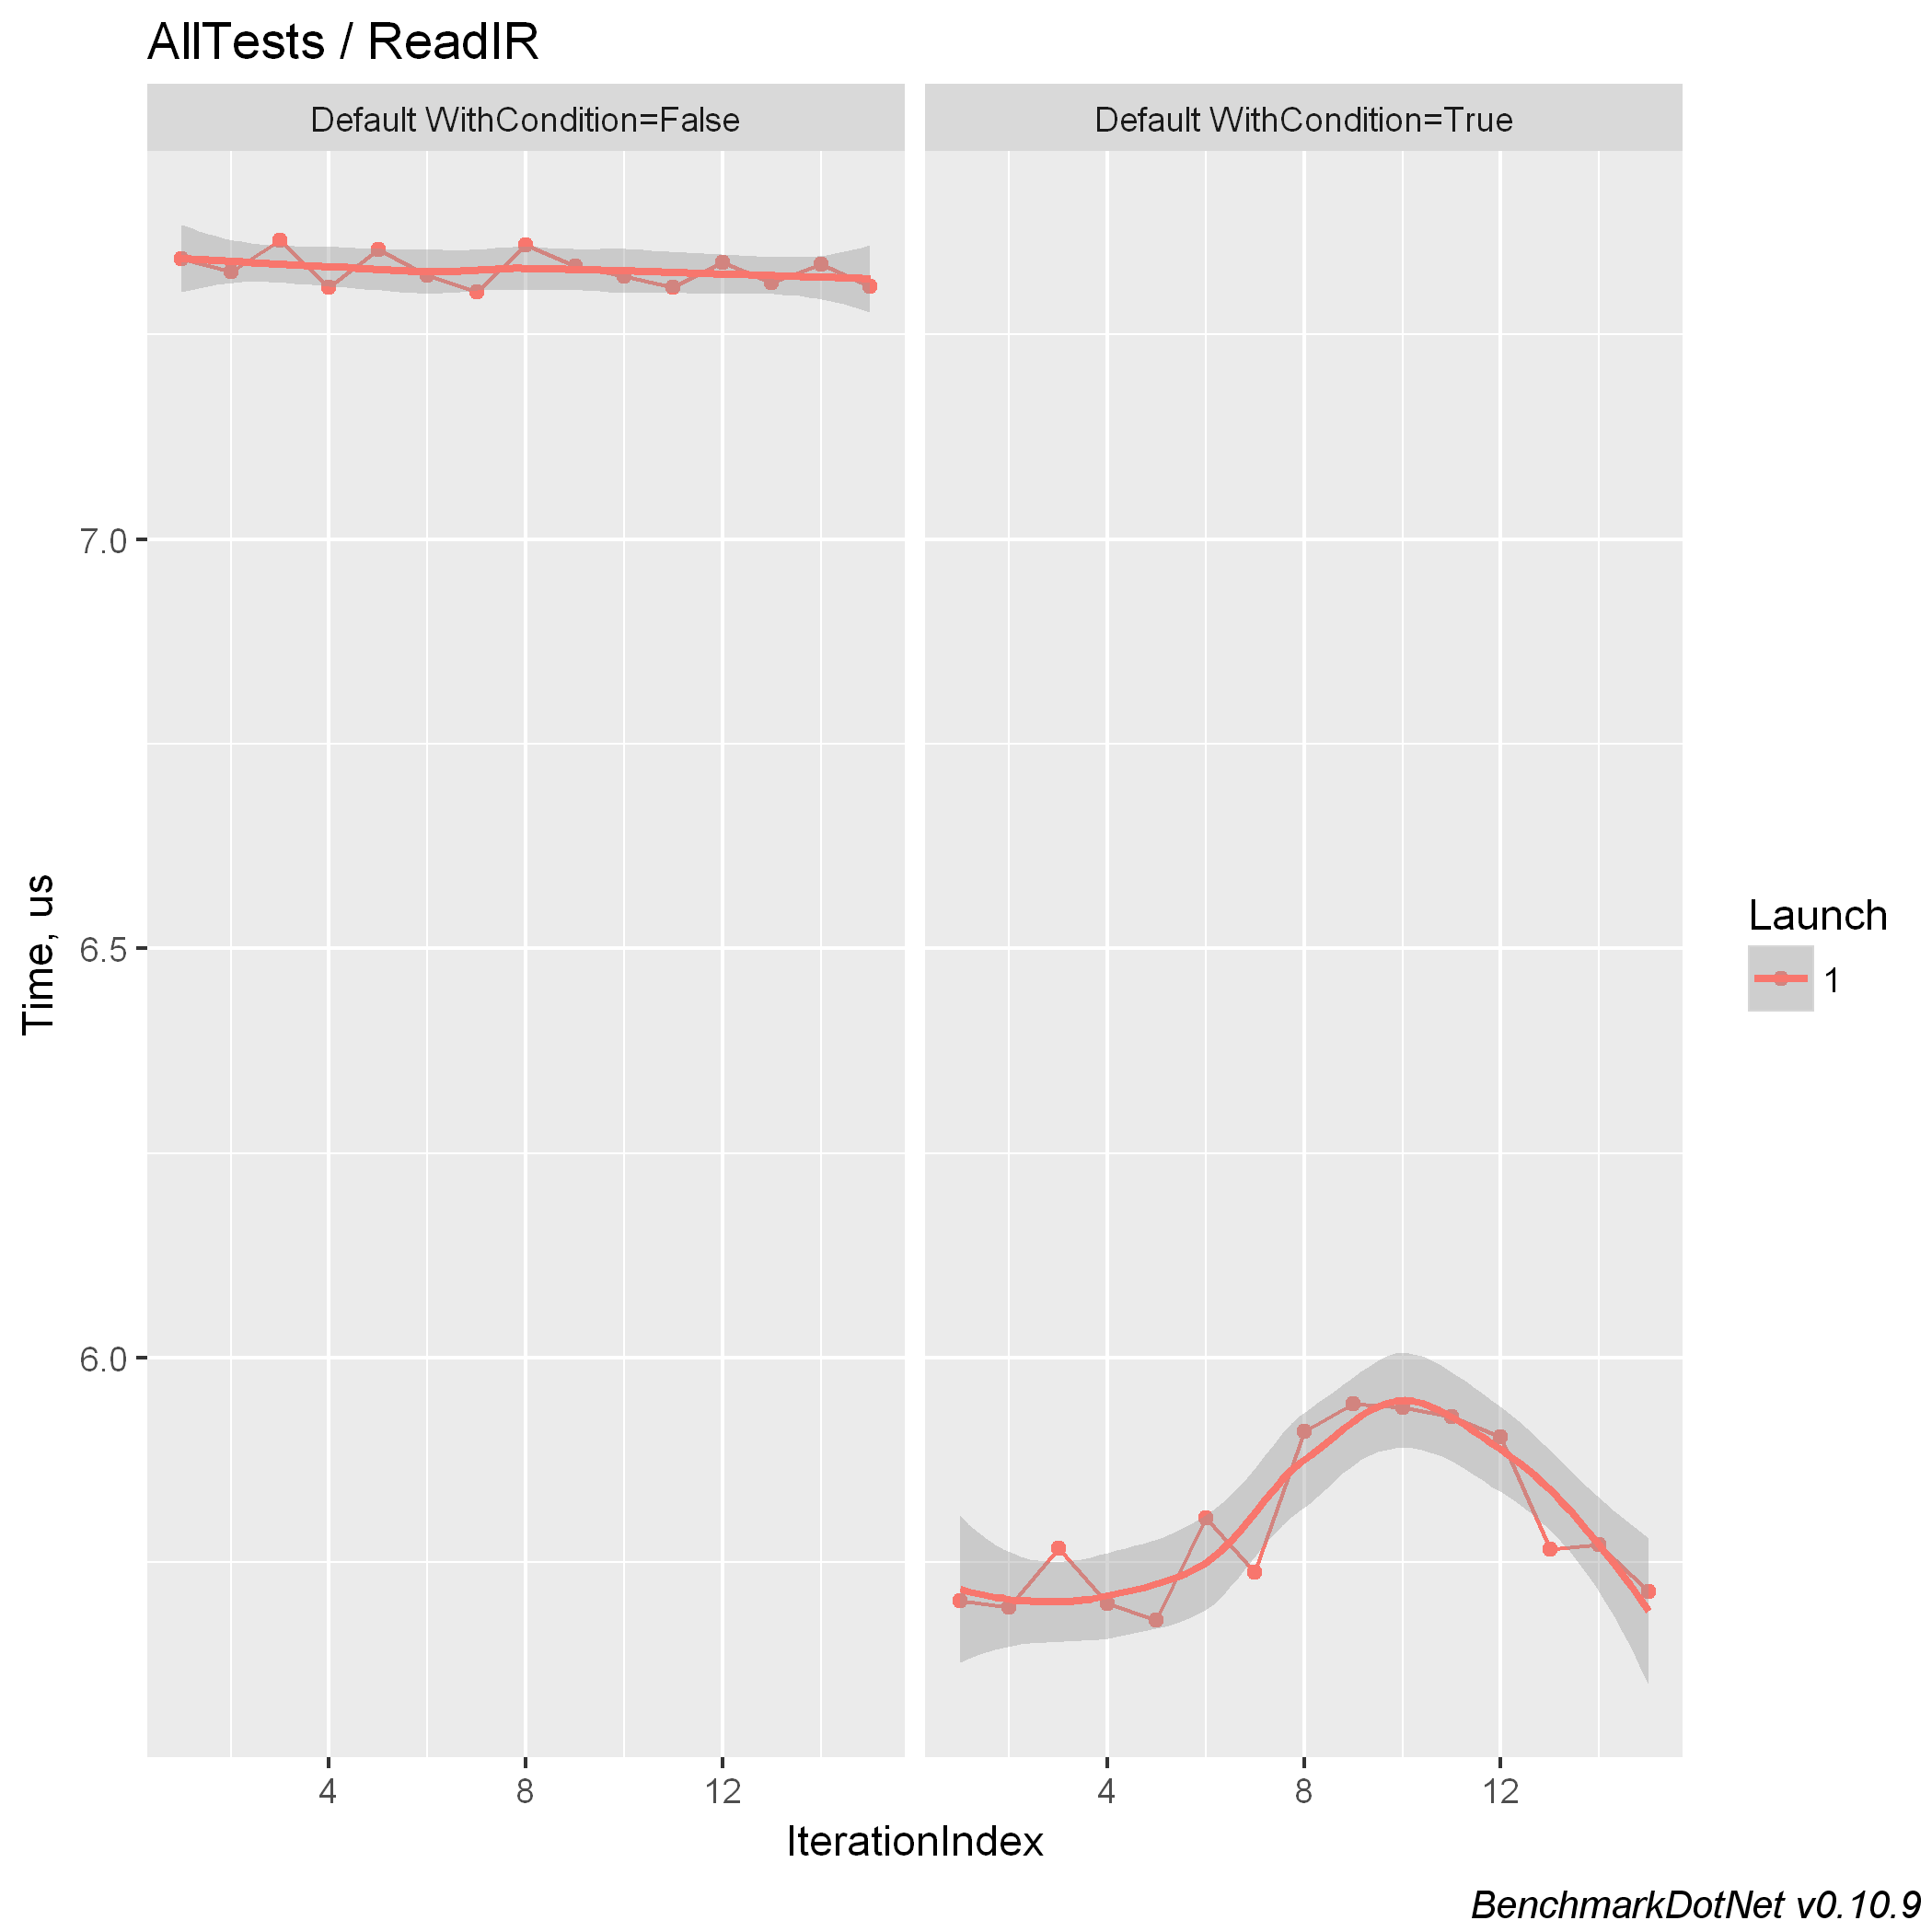 AllTests / ReadIR
Default WithCondition=False
Default WithCondition=True
7.0
6.5
6.0
Time, us
4
8
12
4
8
12
IterationIndex
Launch
1
BenchmarkDotNet v0.10.9